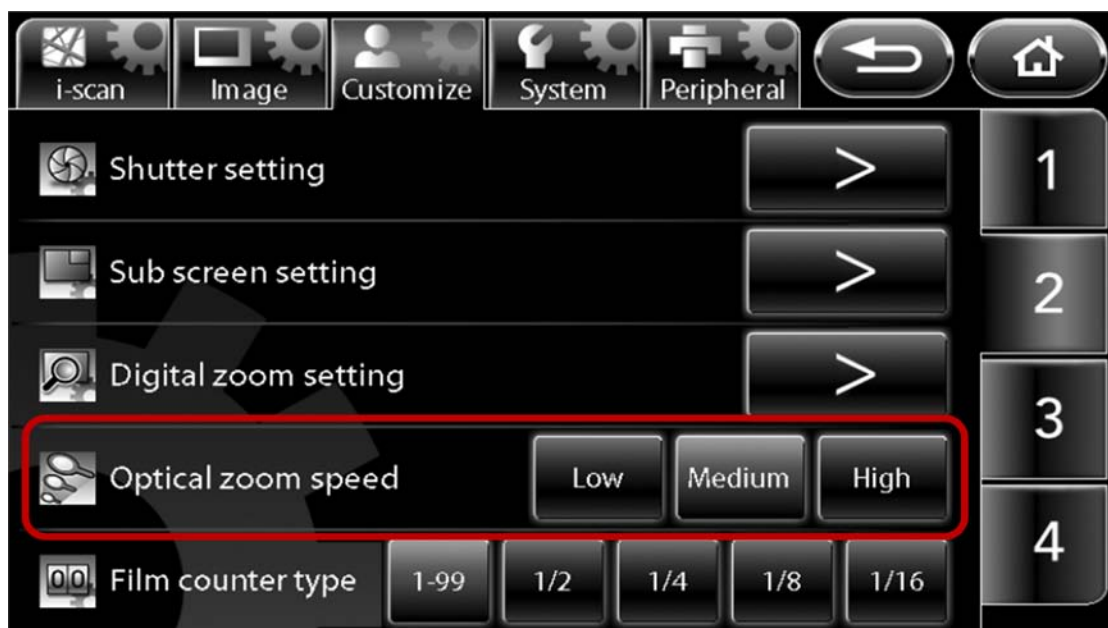 i-scan Image Customize System Peripheral
Shutter setting > 1
Sub screen setting > 2
Digital zoom setting > 3
Optical zoom speed Low Medium High
Film counter type 1-99 1/2 1/4 1/8 1/16 4